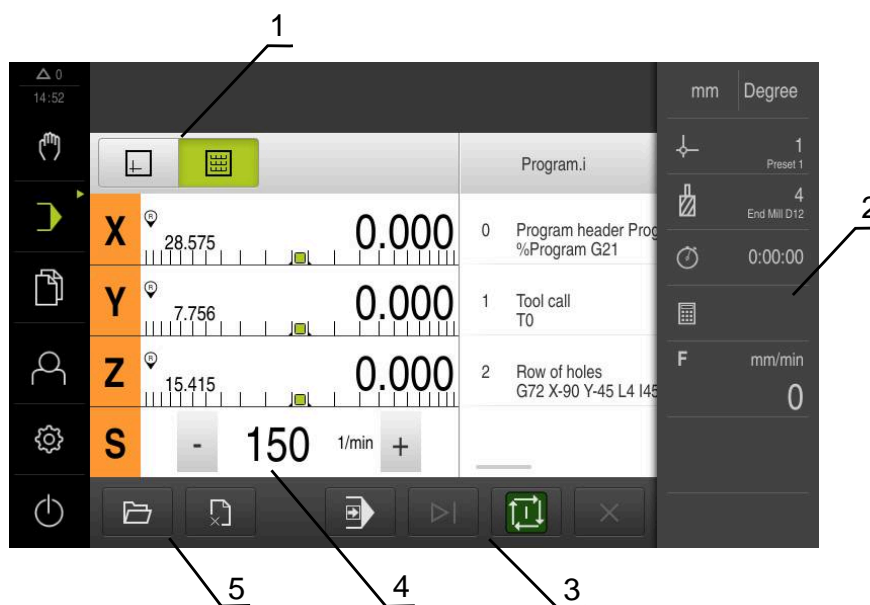 1
0
14:52
mm Degree
1
Preset 1
Program.i
4
End Mill D12
2
X R 28.575 0.000
0 Program header Prog
%Program G21
0:00:00
Y R 7.756 0.000
1 Tool call
T0
F mm/min
0
Z R 15.415 0.000
2 Row of holes
G72 X-90 Y-45 L4 I45
S - 150 1/min +
5
4
3